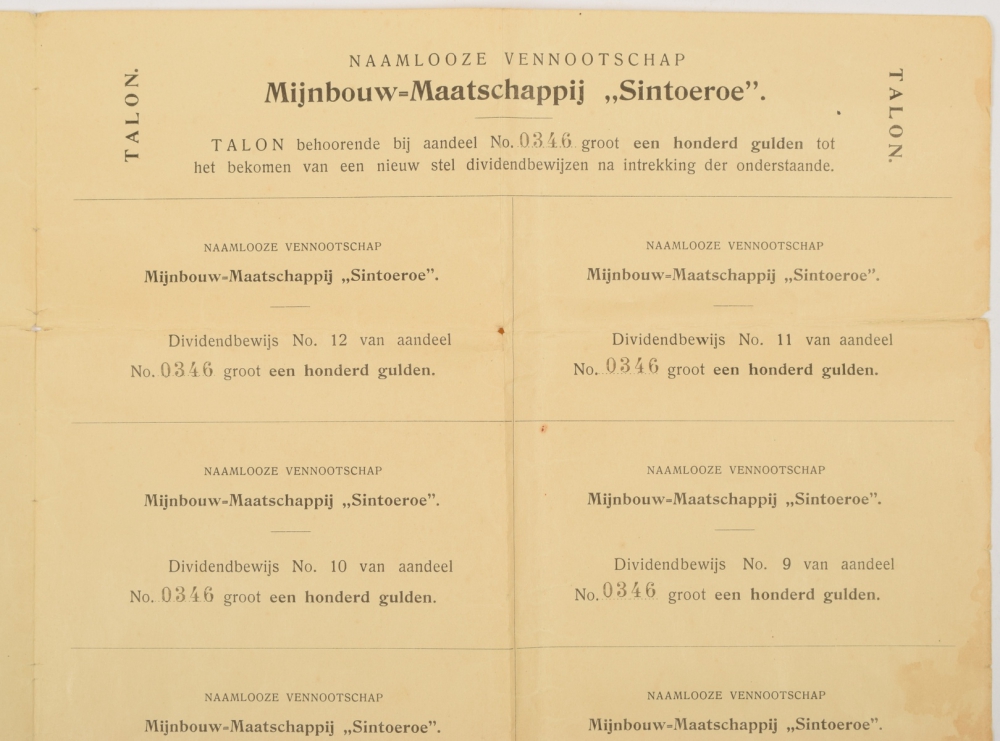 TALON.
NAAMLOOZE VENNOOTSCHAP
Mijnbouw=Maatschappij „Sintoeroe”.
TALON behoorende bij aandeel No. 0346 groot een honderd gulden tot
het bekomen van een nieuw stel dividendbewijzen na intrekking der onderstaande.
TALON.
NAAMLOOZE VENNOOTSCHAP
Mijnbouw=Maatschappij „Sintoeroe”.
Dividendbewijs No. 12 van aandeel
No. 0346 groot een honderd gulden.
NAAMLOOZE VENNOOTSCHAP
Mijnbouw=Maatschappij „Sintoeroe”.
Dividendbewijs No. 11 van aandeel
No. 0346 groot een honderd gulden.
NAAMLOOZE VENNOOTSCHAP
Mijnbouw=Maatschappij „Sintoeroe”.
Dividendbewijs No. 10 van aandeel
No. 0346 groot een honderd gulden.
NAAMLOOZE VENNOOTSCHAP
Mijnbouw=Maatschappij „Sintoeroe”.
Dividendbewijs No. 9 van aandeel
No. 0346 groot een honderd gulden.
NAAMLOOZE VENNOOTSCHAP
Mijnbouw=Maatschappij „Sintoeroe”.
NAAMLOOZE VENNOOTSCHAP
Mijnbouw=Maatschappij „Sintoeroe”.